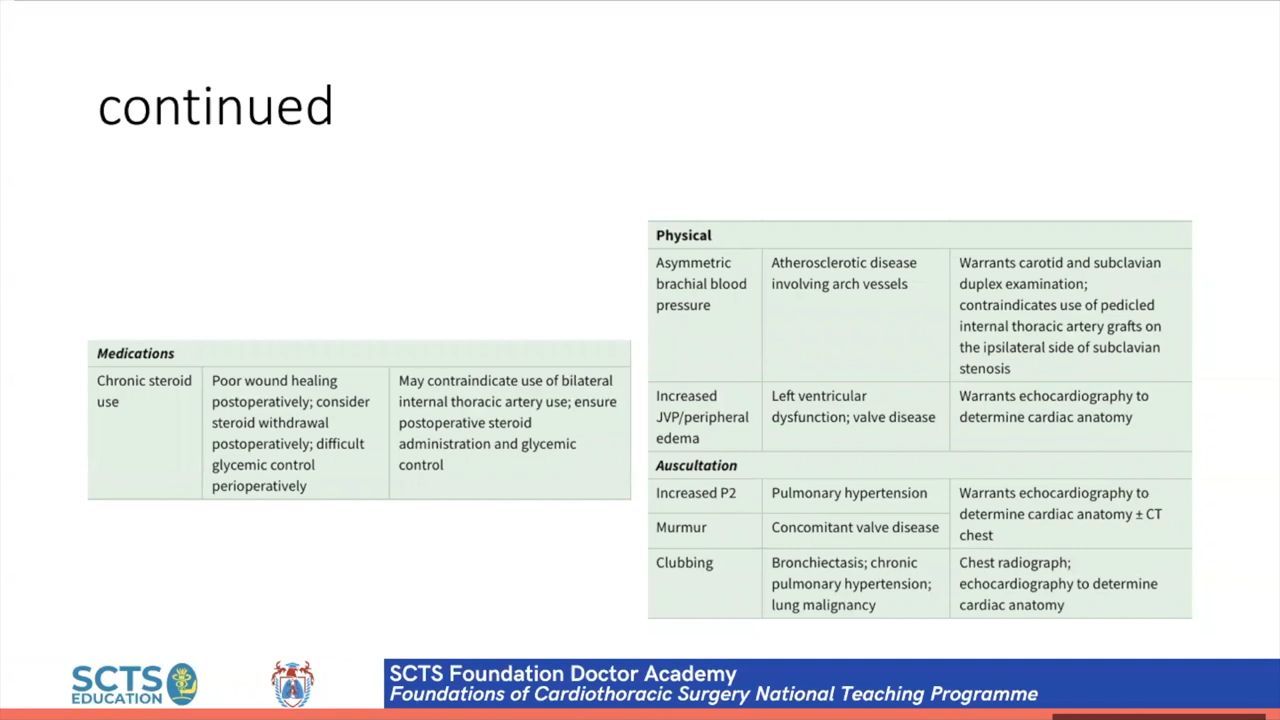 continued
Medications
Chronic steroid
use
Poor wound healing
postoperatively; consider
steroid withdrawal
postoperatively; difficult
glycemic control
perioperatively
May contraindicate use of bilateral
internal thoracic artery use; ensure
postoperative steroid
administration and glycemic
control
Physical
Asymmetric
brachial blood
pressure
Atherosclerotic disease
involving arch vessels
Warrants carotid and subclavian
duplex examination;
contraindicates use of pedicled
internal thoracic artery grafts on
the ipsilateral side of subclavian
stenosis
Increased
JVP/peripheral
edema
Left ventricular
dysfunction; valve disease
Warrants echocardiography to
determine cardiac anatomy
Auscultation
Increased P2
Pulmonary hypertension
Warrants echocardiography to
determine cardiac anatomy ± CT
chest
Murmur
Concomitant valve disease
Clubbing
Bronchiectasis; chronic
pulmonary hypertension;
lung malignancy
Chest radiograph;
echocardiography to determine
cardiac anatomy
SCTS
EDUCATION
SCTS Foundation Doctor Academy
Foundations of Cardiothoracic Surgery National Teaching Programme